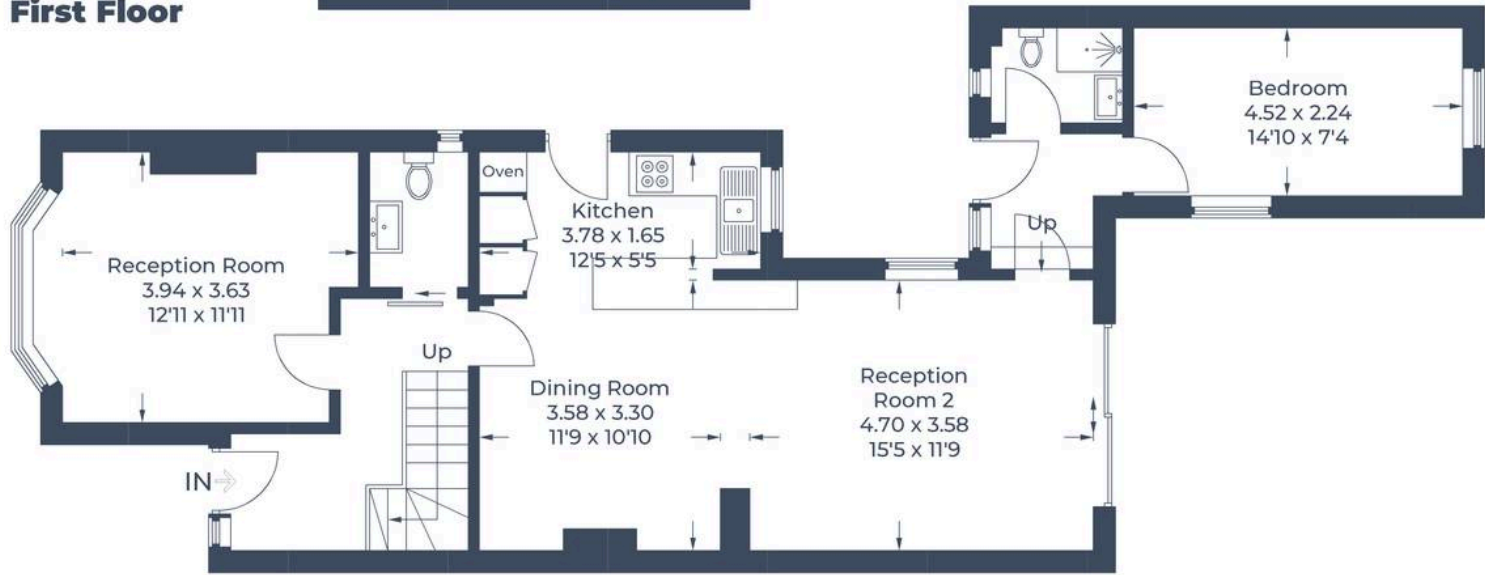 First Floor
Bedroom
4.52 x 2.24
14'10 x 7'4
Oven
Kitchen
3.78 x 1.65
12'5 x 5'5
Up
Reception Room
3.94 x 3.63
12'11 x 11'11
Up
Dining Room
3.58 x 3.30
11'9 x 10'10
Reception
Room 2
4.70 x 3.58
15'5 x 11'9
IN